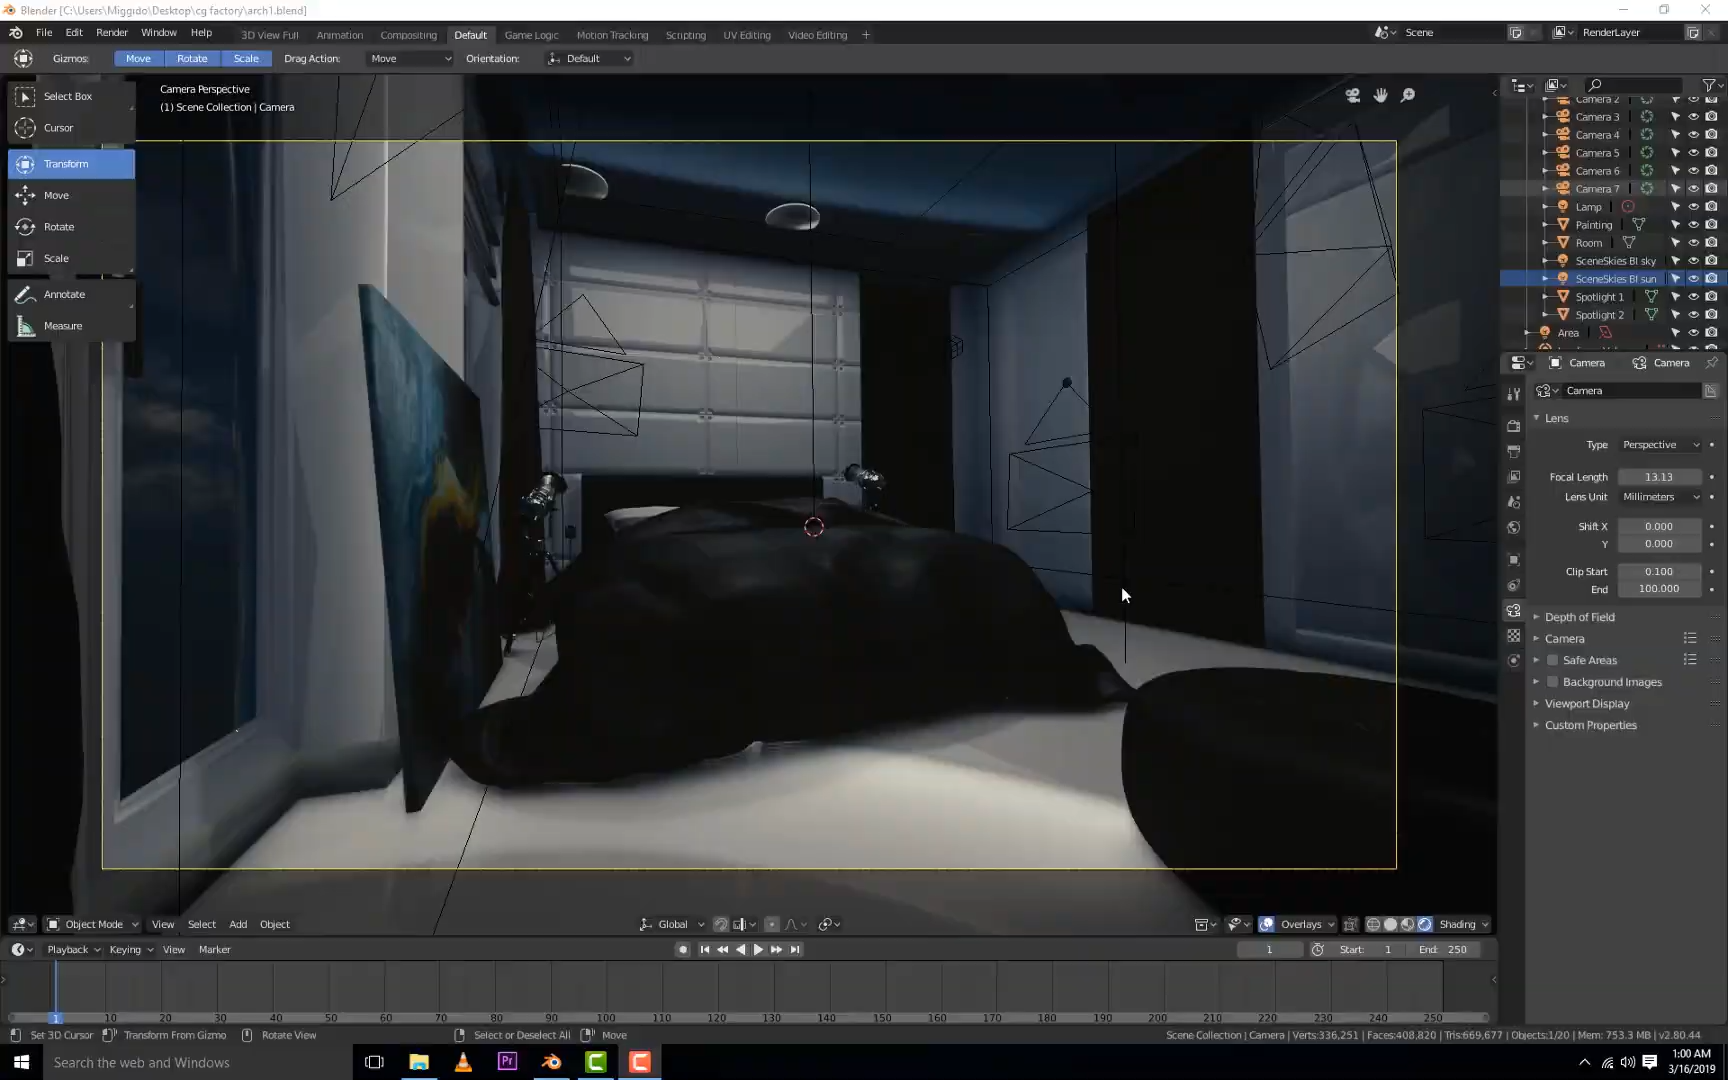 Blender [C:\Users\Miggido\Desktop\cg factory\arch1.blend]
File Edit Render Window Help 3D View Full Animation Compositing Default Game Logic Motion Tracking Scripting UV Editing Video Editing + Scene RenderLayer
Gizmos: Move Rotate Scale Drag Action: Move Orientation: Default
Camera Perspective
(1) Scene Collection | Camera
Select Box
Cursor
Transform
Move
Rotate
Scale
Annotate
Measure
Camera 2
Camera 3
Camera 4
Camera 5
Camera 6
Camera 7
Lamp
Painting
Room
SceneSkies BI sky
SceneSkies BI sun
Spotlight 1
Spotlight 2
Area
Camera Camera
Camera
Lens
Type Perspective
Focal Length 13.13
Lens Unit Millimeters
Shift X 0.000
Y 0.000
Clip Start 0.100
End 100.000
Depth of Field
Camera
Safe Areas
Background Images
Viewport Display
Custom Properties
Object Mode View Select Add Object Global Overlays Shading
Playback Keying View Marker 1 Start: 1 End: 250
1 10 20 30 40 50 60 70 80 90 100 110 120 130 140 150 160 170 180 190 200 210 220 230 240 250
Set 3D Cursor Transform From Gizmo Rotate View Select or Deselect All Move Scene Collection | Camera | Verts:336,251 | Faces:408,820 | Tris:669,677 | Objects:1/20 | Mem: 753.3 MB | v2.80.44
Search the web and Windows
Pr
1:00 AM
3/16/2019